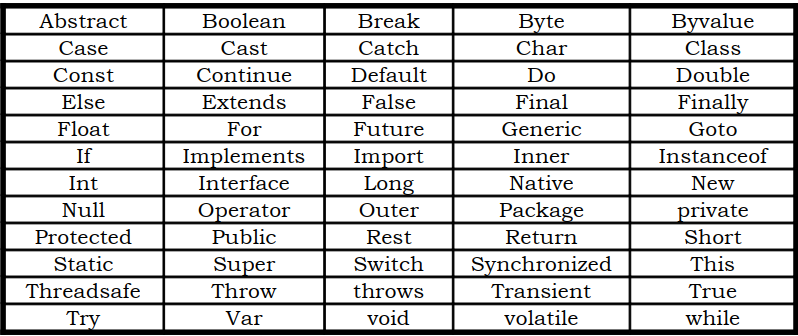 Abstract Boolean Break Byte Byvalue
Case Cast Catch Char Class
Const Continue Default Do Double
Else Extends False Final Finally
Float For Future Generic Goto
If Implements Import Inner Instanceof
Int Interface Long Native New
Null Operator Outer Package private
Protected Public Rest Return Short
Static Super Switch Synchronized This
Threadsafe Throw throws Transient True
Try Var void volatile while